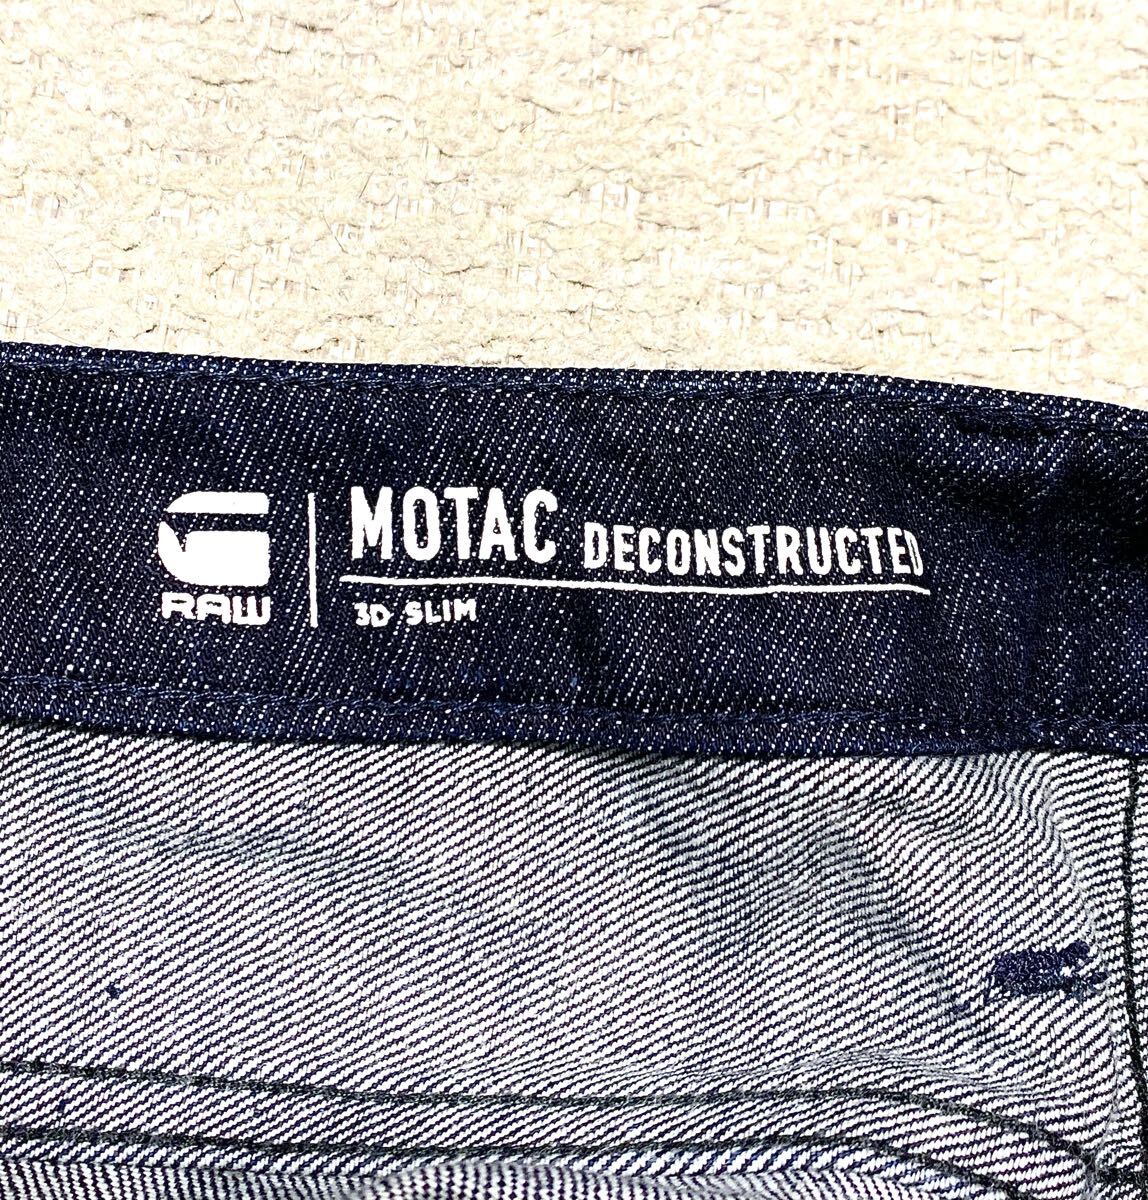 RAW
MOTAC DECONSTRUCTED
3D SLIM